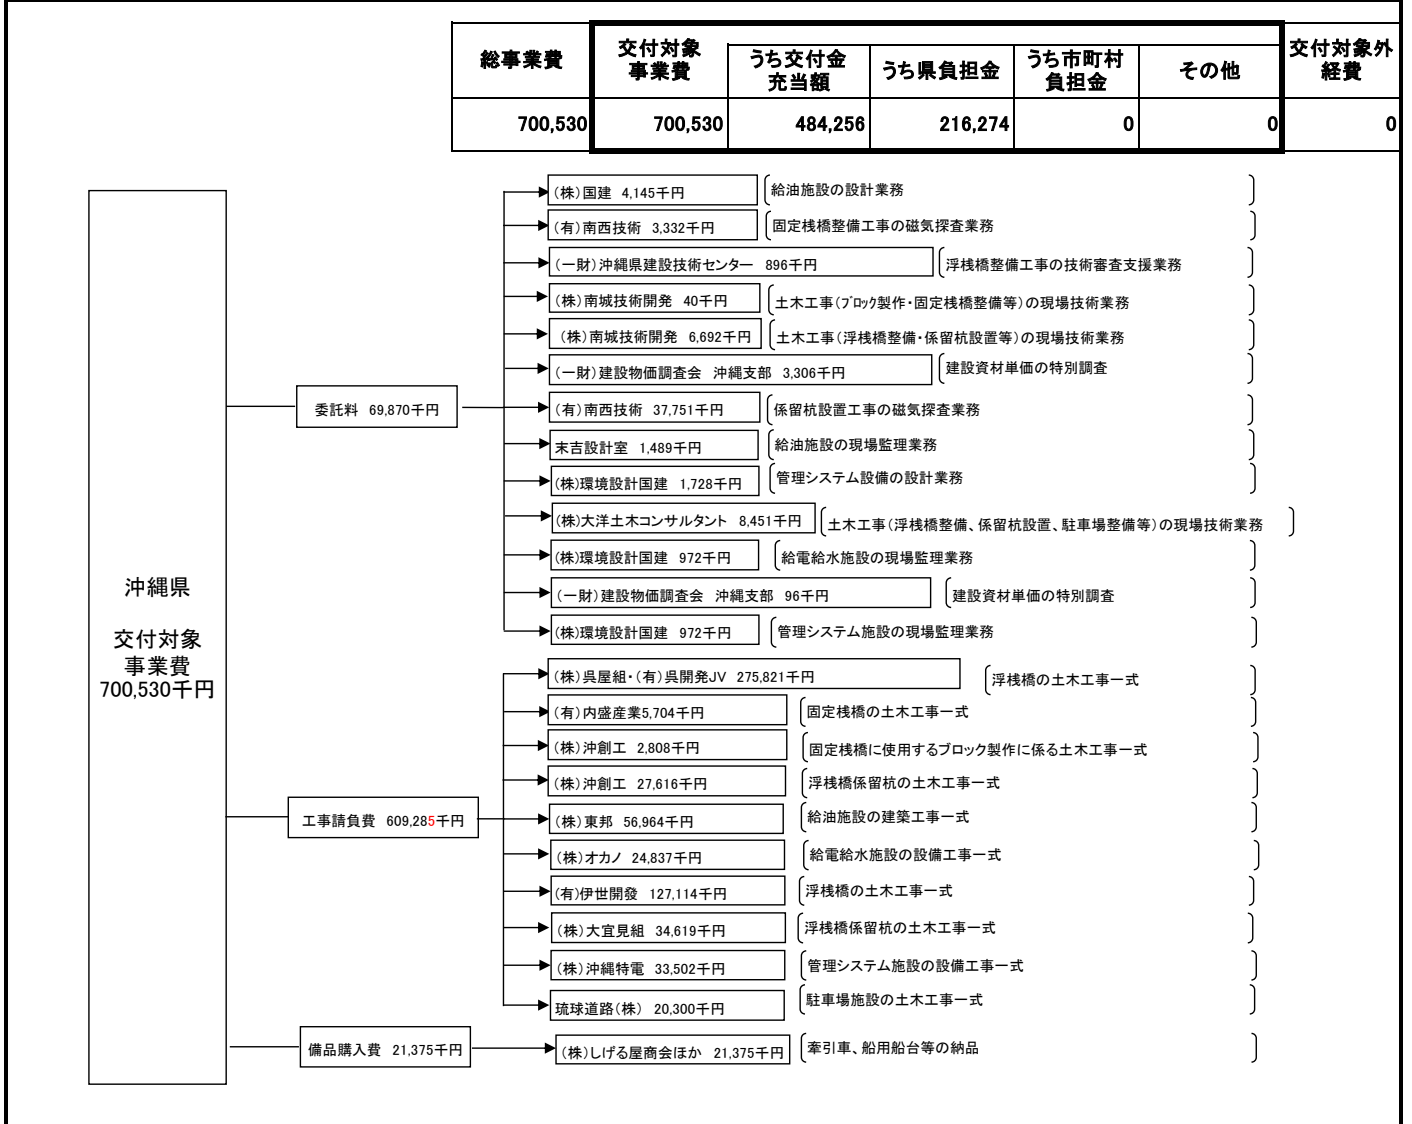 総事業費
交付対象
事業費
うち交付金
充当額
うち県負担金
うち市町村
負担金
その他
交付対象外
経費
700,530
700,530
484,256
216,274
0
0
0
沖縄県
交付対象
事業費
700,530千円
委託料 69,870千円
(株)国建 4,145千円
給油施設の設計業務
(有)南西技術 3,332千円
固定桟橋整備工事の磁気探査業務
(一財)沖縄県建設技術センター 896千円
浮桟橋整備工事の技術審査支援業務
(株)南城技術開発 40千円
土木工事(ブロック製作・固定桟橋整備等)の現場技術業務
(株)南城技術開発 6,692千円
土木工事(浮桟橋整備・係留杭設置等)の現場技術業務
(一財)建設物価調査会 沖縄支部 3,306千円
建設資材単価の特別調査
(有)南西技術 37,751千円
係留杭設置工事の磁気探査業務
末吉設計室 1,489千円
給油施設の現場監理業務
(株)環境設計国建 1,728千円
管理システム設備の設計業務
(株)大洋土木コンサルタント 8,451千円
土木工事(浮桟橋整備、係留杭設置、駐車場整備等)の現場技術業務
(株)環境設計国建 972千円
給電給水施設の現場監理業務
(一財)建設物価調査会 沖縄支部 96千円
建設資材単価の特別調査
(株)環境設計国建 972千円
管理システム施設の現場監理業務
工事請負費 609,285千円
(株)呉屋組・(有)呉開発JV 275,821千円
浮桟橋の土木工事一式
(有)内盛産業5,704千円
固定桟橋の土木工事一式
(株)沖創工 2,808千円
固定桟橋に使用するブロック製作に係る土木工事一式
(株)沖創工 27,616千円
浮桟橋係留杭の土木工事一式
(株)東邦 56,964千円
給油施設の建築工事一式
(株)オカノ 24,837千円
給電給水施設の設備工事一式
(有)伊世開發 127,114千円
浮桟橋の土木工事一式
(株)大宜見組 34,619千円
浮桟橋係留杭の土木工事一式
(株)沖縄特電 33,502千円
管理システム施設の設備工事一式
琉球道路(株) 20,300千円
駐車場施設の土木工事一式
備品購入費 21,375千円
(株)しげる屋商会ほか 21,375千円
牽引車、船用船台等の納品